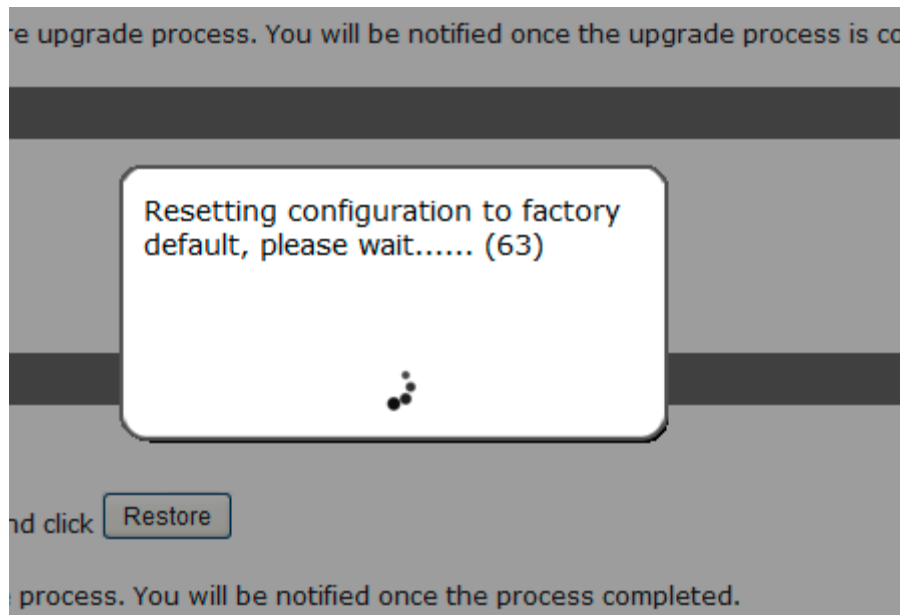 re upgrade process. You will be notified once the upgrade process is co
Resetting configuration to factory
default, please wait...... (63)
nd click Restore
process. You will be notified once the process completed.